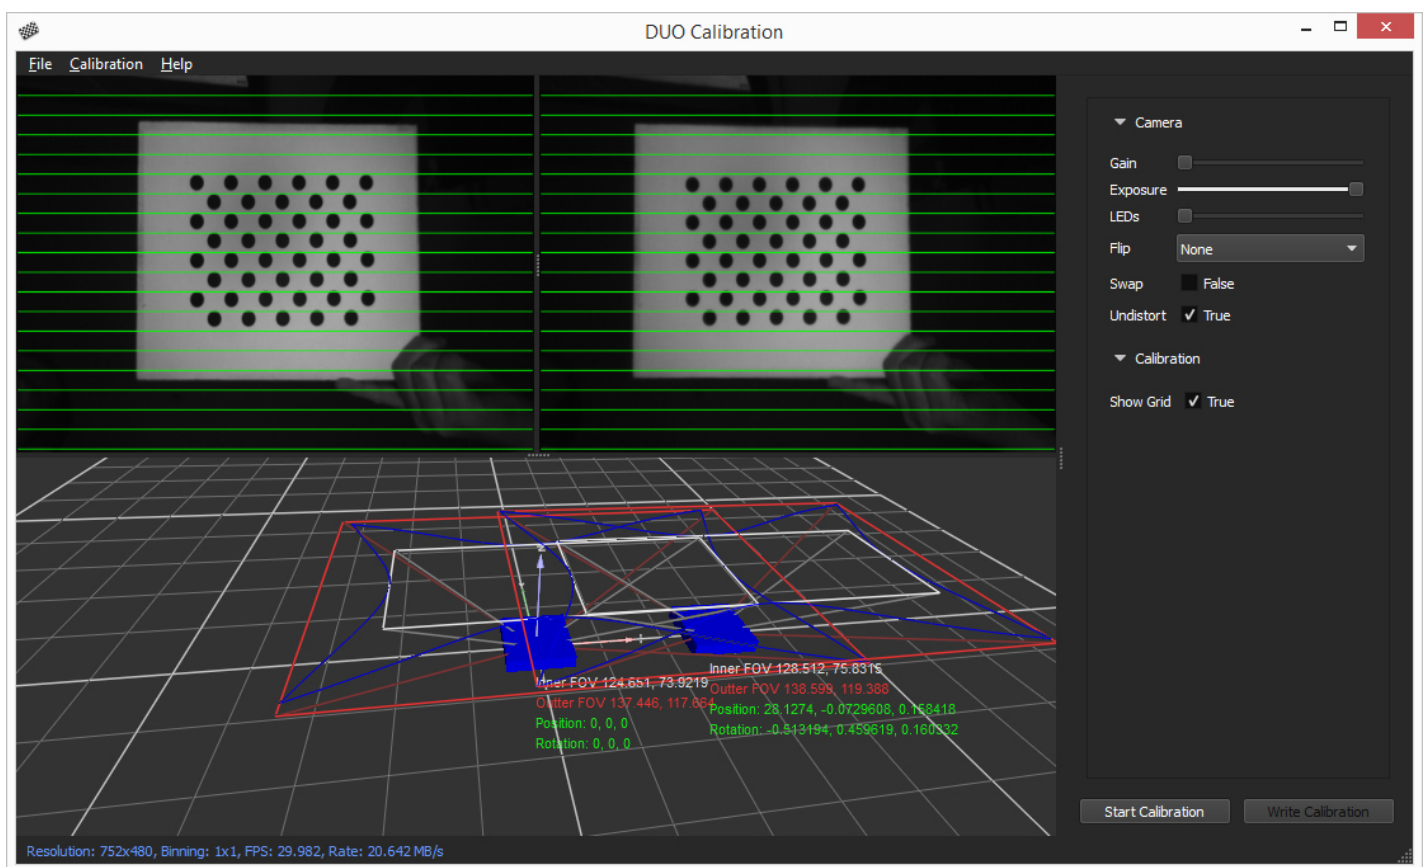 DUO Calibration
File Calibration Help
Camera
Gain
Exposure
LEDs
Flip None
Swap False
Undistort True
Calibration
Show Grid True
Z
Inner FOV 124.651, 73.9219
Outter FOV 137.446, 117.664
Position: 0, 0, 0
Rotation: 0, 0, 0
Inner FOV 128.512, 75.8315
Outter FOV 138.599, 119.388
Position: 28.1274, -0.0729608, 0.158418
Rotation: -0.513194, 0.459619, 0.160332
Start Calibration Write Calibration
Resolution: 752x480, Binning: 1x1, FPS: 29.982, Rate: 20.642 MB/s